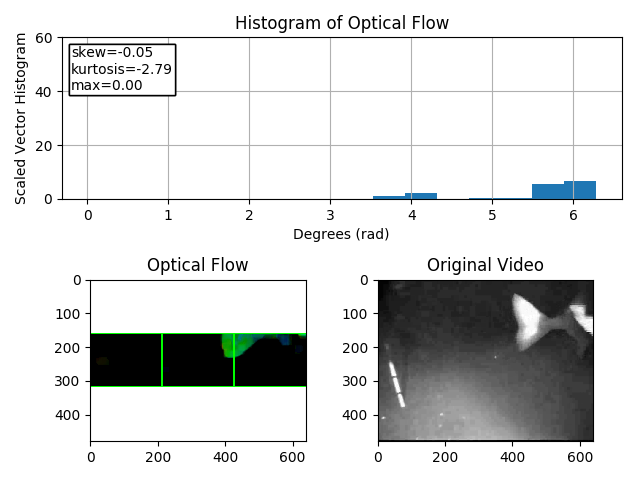 Histogram of Optical Flow
Scaled Vector Histogram
60
40
20
0
skew=-0.05
kurtosis=-2.79
max=0.00
0 1 2 3 4 5 6
Degrees (rad)
Optical Flow
0
100
200
300
400
0 200 400 600
Original Video
0
100
200
300
400
0 200 400 600